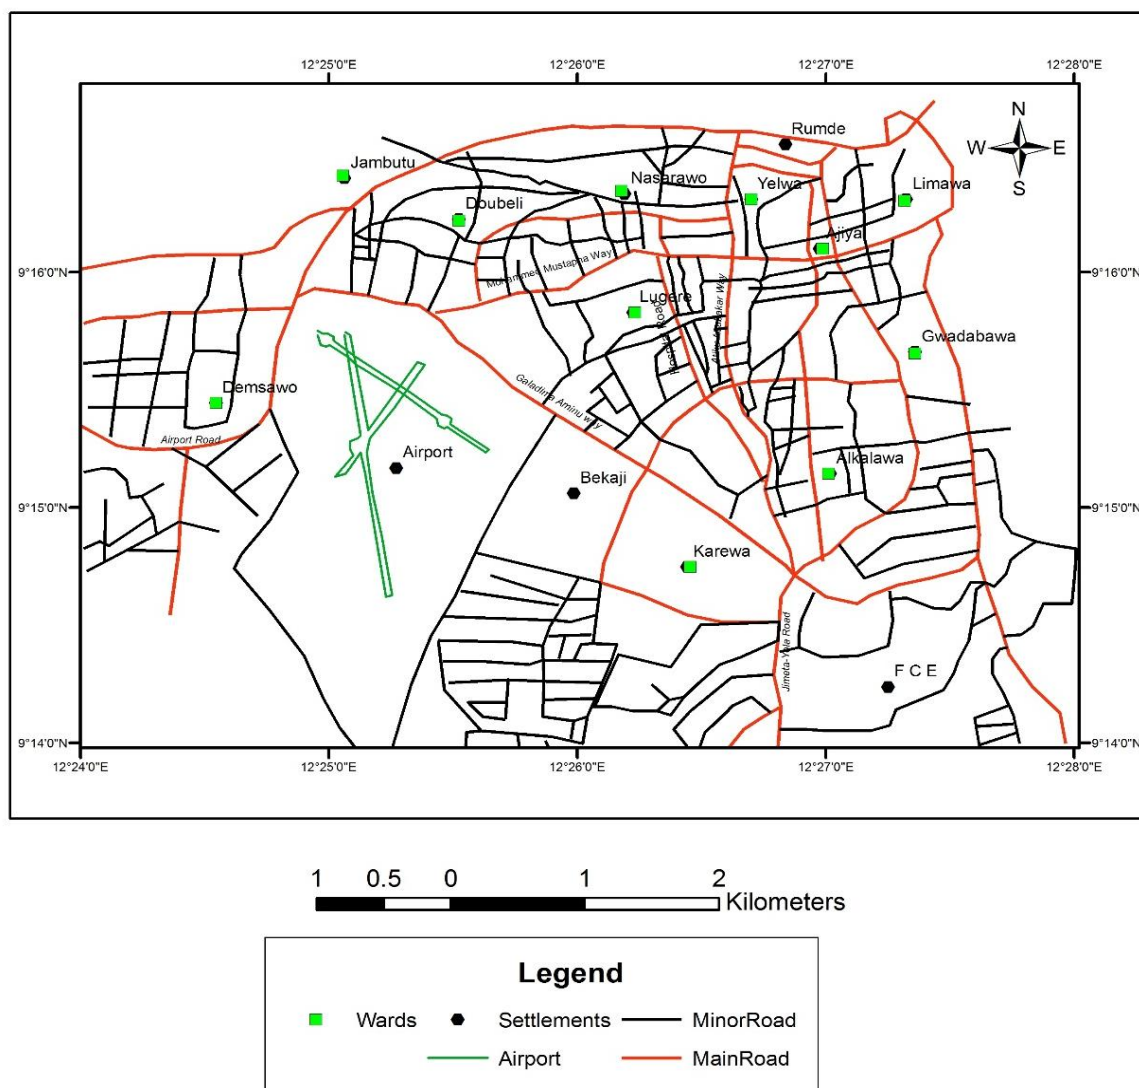 12°25'0"E 12°26'0"E 12°27'0"E 12°28'0"E
N
W E
S
Rumde
Jambutu
Nasarawo
Yelwa
Limawa
Doubeli
Ajiya
9°16'0"N
9°16'0"N
Mohammed Mustapha Way
Lugere
Atiku Abubakar Way
Gwadabawa
Demsawo
Galadima Aminu way
Airport Road
Airport
Alkalawa
Bekaji
9°15'0"N
9°15'0"N
Karewa
Jimeta-Yola Road
F C E
9°14'0"N
9°14'0"N
12°24'0"E 12°25'0"E 12°26'0"E 12°27'0"E 12°28'0"E
1 0.5 0 1 2
Kilometers
Legend
Wards Settlements MinorRoad
Airport MainRoad